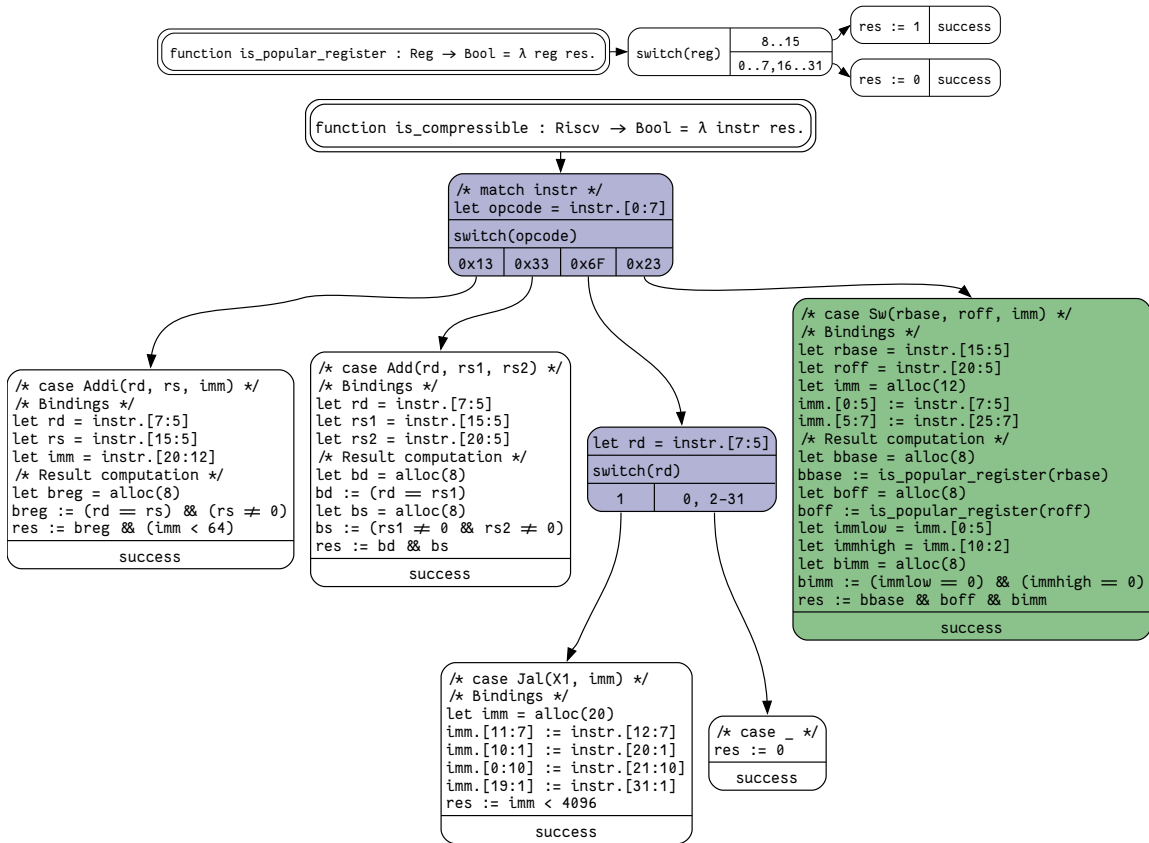 function is_popular_register : Reg → Bool = λ reg res.
switch(reg)
8..15
0..7,16..31
res := 1
success
res := 0
success
function is_compressible : Riscv → Bool = λ instr res.
/* match instr */
let opcode = instr.[0:7]
switch(opcode)
0x13
0x33
0x6F
0x23
/* case Addi(rd, rs, imm) */
/* Bindings */
let rd = instr.[7:5]
let rs = instr.[15:5]
let imm = instr.[20:12]
/* Result computation */
let breg = alloc(8)
breg := (rd == rs) && (rs ≠ 0)
res := breg && (imm < 64)
success
/* case Add(rd, rs1, rs2) */
/* Bindings */
let rd = instr.[7:5]
let rs1 = instr.[15:5]
let rs2 = instr.[20:5]
/* Result computation */
let bd = alloc(8)
bd := (rd == rs1)
let bs = alloc(8)
bs := (rs1 ≠ 0 && rs2 ≠ 0)
res := bd && bs
success
let rd = instr.[7:5]
switch(rd)
1
0, 2-31
/* case Sw(rbase, roff, imm) */
/* Bindings */
let rbase = instr.[15:5]
let roff = instr.[20:5]
let imm = alloc(12)
imm.[0:5] := instr.[7:5]
imm.[5:7] := instr.[25:7]
/* Result computation */
let bbase = alloc(8)
bbase := is_popular_register(rbase)
let boff = alloc(8)
boff := is_popular_register(roff)
let immlow = imm.[0:5]
let immhigh = imm.[10:2]
let bimm = alloc(8)
bimm := (immlow == 0) && (immhigh == 0)
res := bbase && boff && bimm
success
/* case Jal(X1, imm) */
/* Bindings */
let imm = alloc(20)
imm.[11:7] := instr.[12:7]
imm.[10:1] := instr.[20:1]
imm.[0:10] := instr.[21:10]
imm.[19:1] := instr.[31:1]
res := imm < 4096
success
/* case _ */
res := 0
success